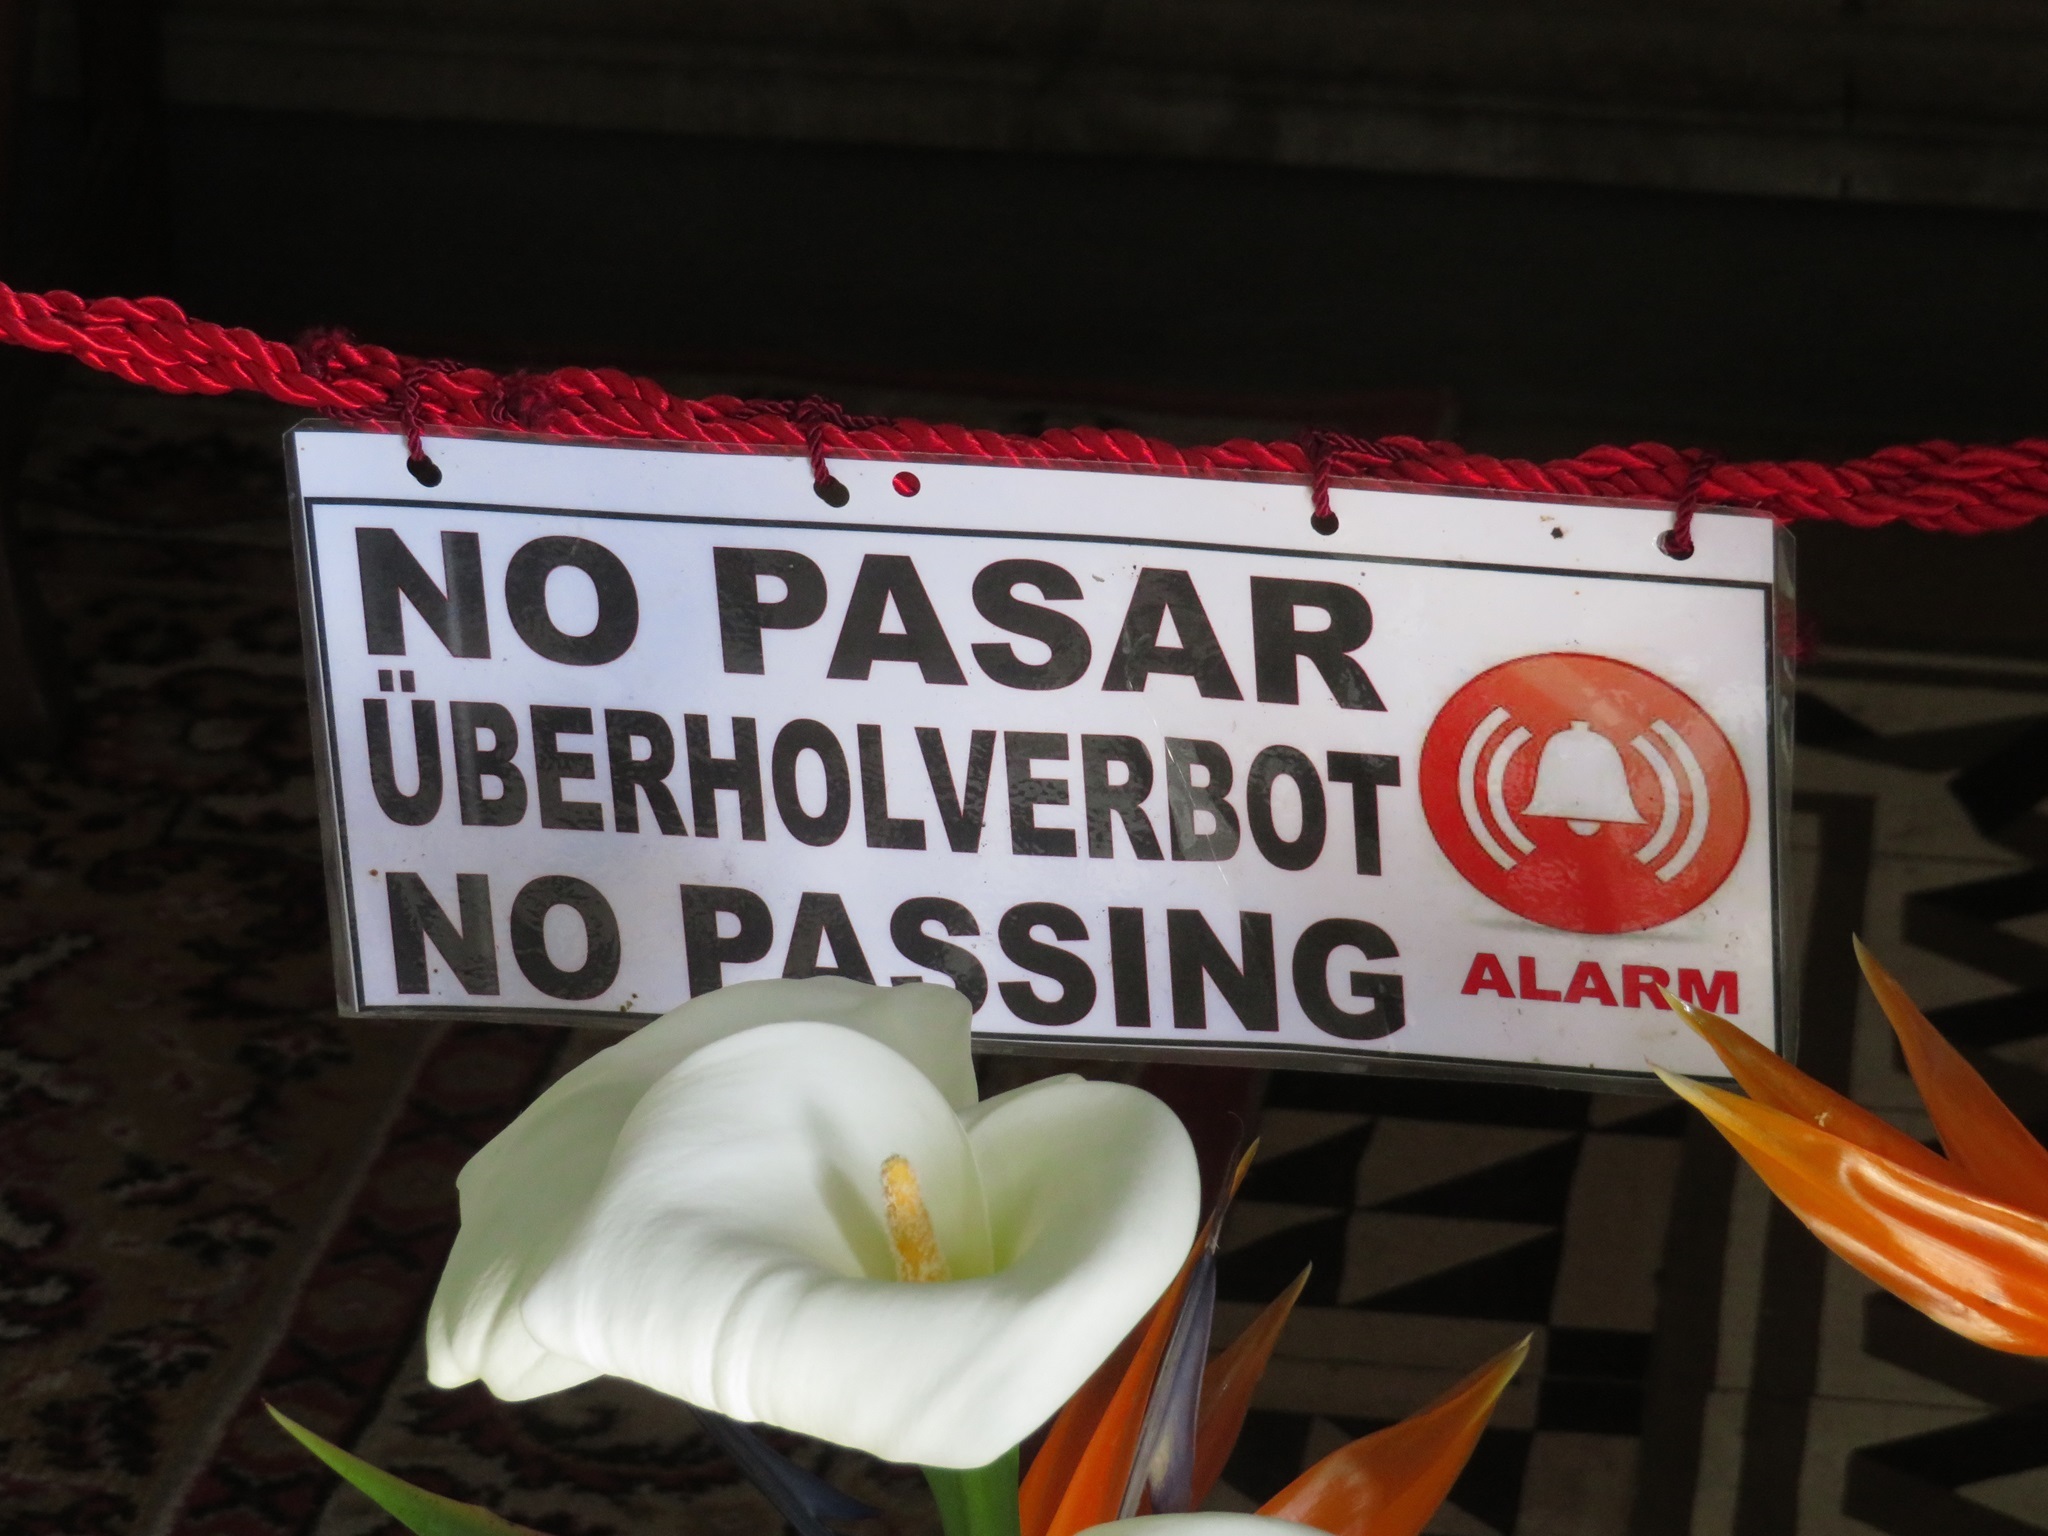 NO PASAR
ÜBERHOLVERBOT
NO PASSING
ALARM